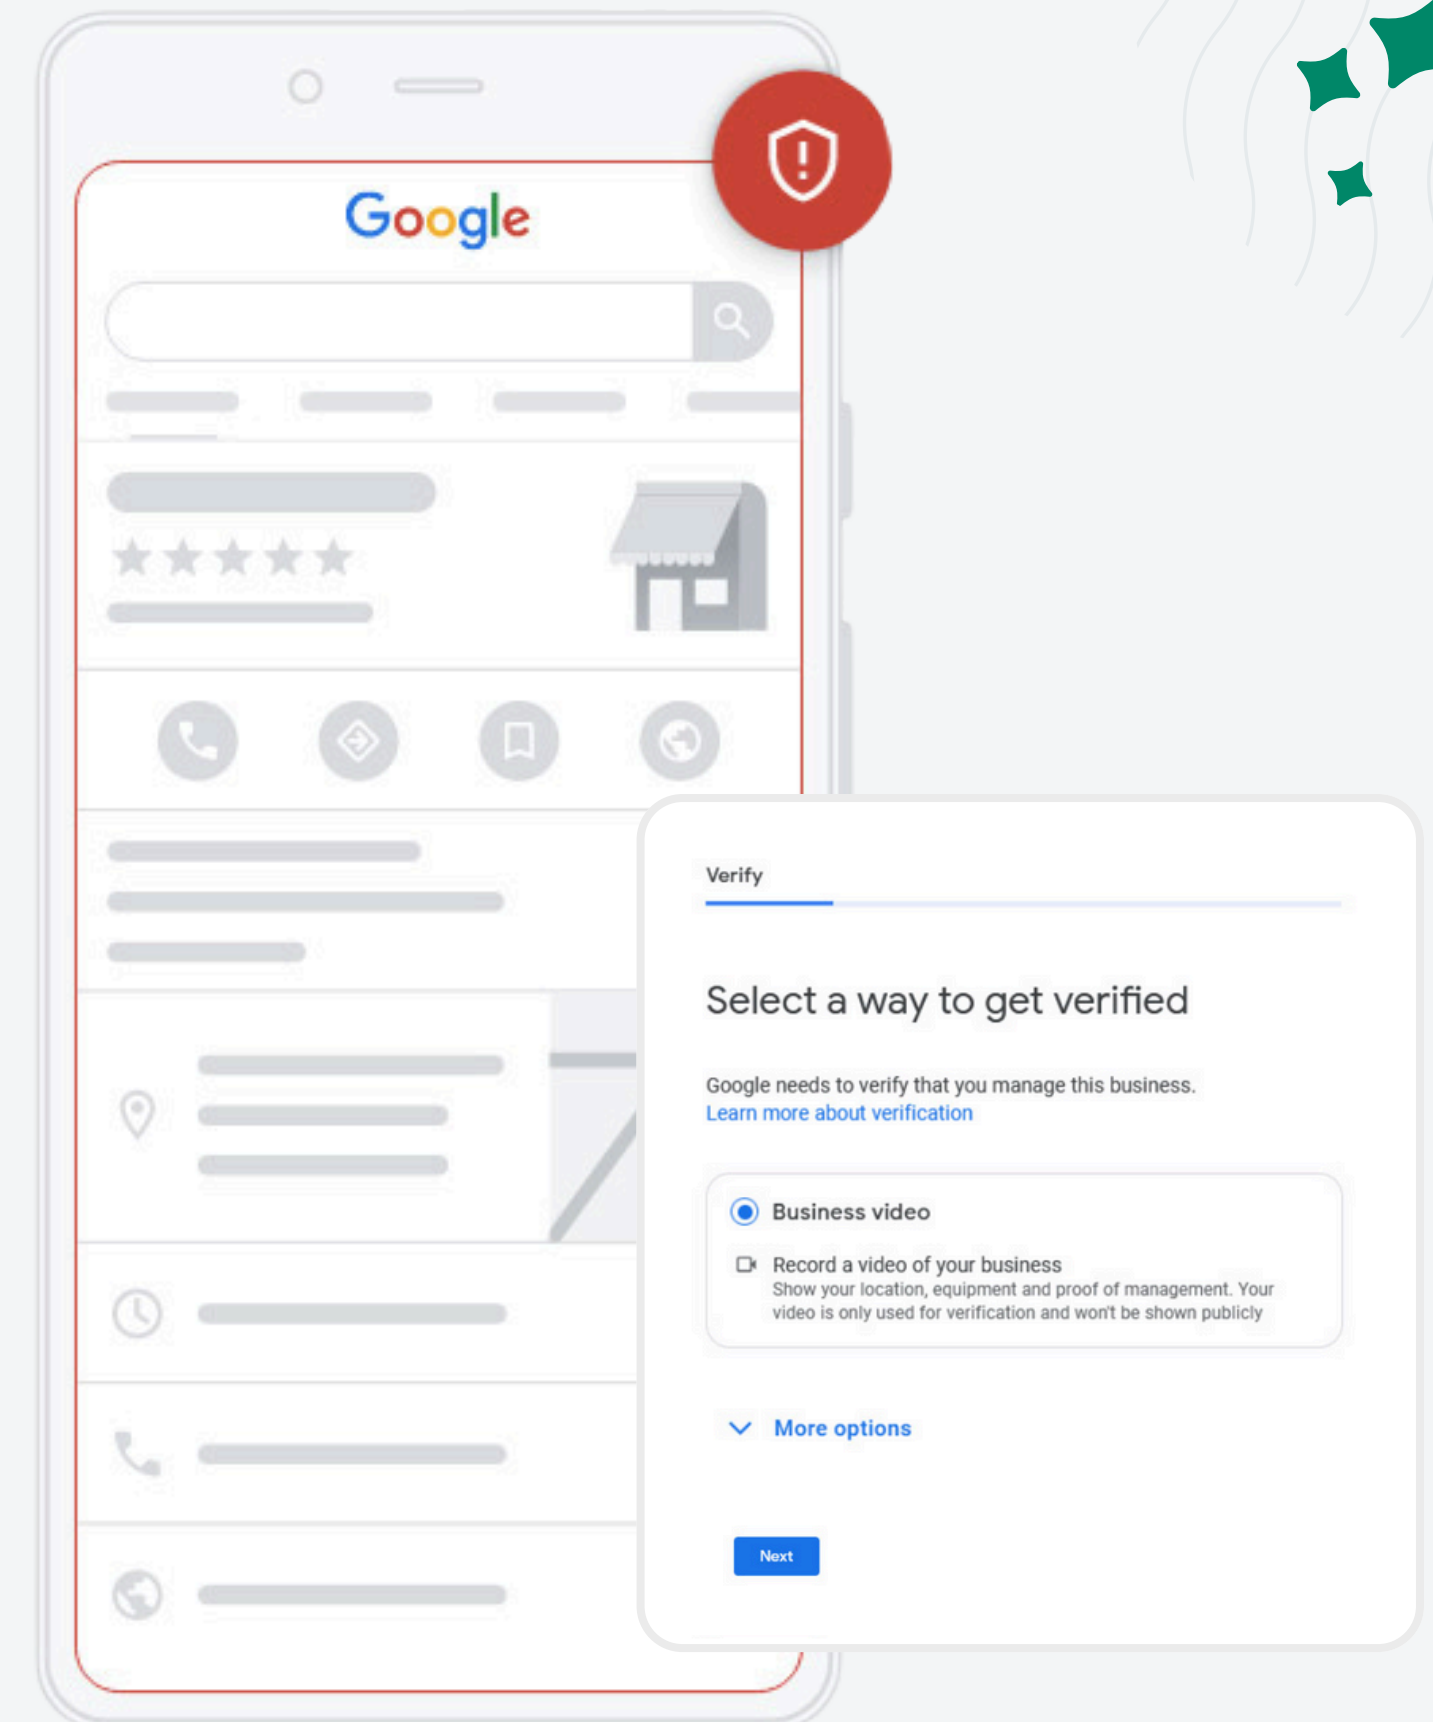 Google
Verify
Select a way to get verified
Google needs to verify that you manage this business.
Learn more about verification
Business video
Record a video of your business
Show your location, equipment and proof of management. Your
video is only used for verification and won't be shown publicly
More options
Next